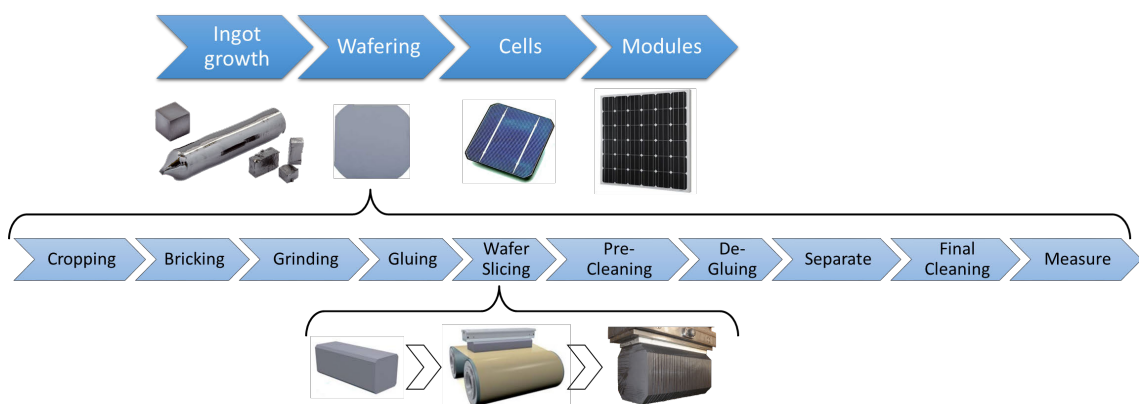 Ingot
growth
Wafering
Cells
Modules
Cropping
Bricking
Grinding
Gluing
Wafer
Slicing
Pre-
Cleaning
De-
Gluing
Separate
Final
Cleaning
Measure